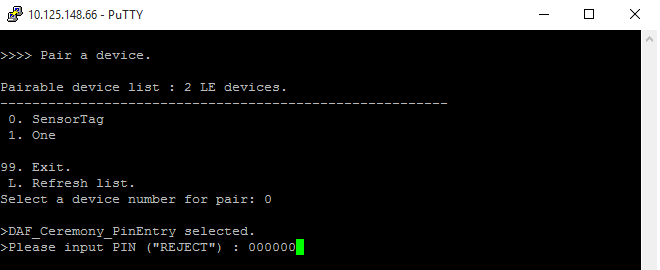 10.125.148.66 - PuTTY
>>>> Pair a device.
Pairable device list : 2 LE devices.
--------------------------------------------------------
0. SensorTag
1. One
99. Exit.
L. Refresh list.
Select a device number for pair: 0
>DAF_Ceremony_PinEntry selected.
>Please input PIN ("REJECT") : 000000